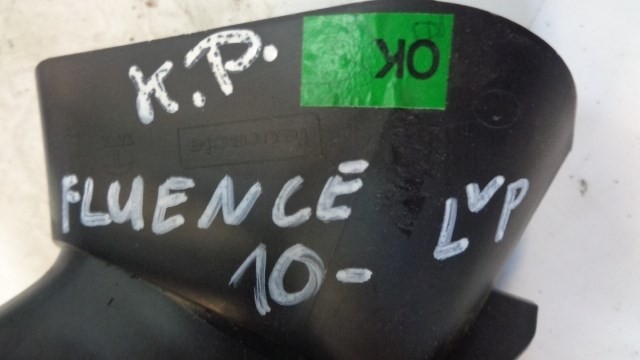 K.P.
OK
FLUENCE
LVP
10-